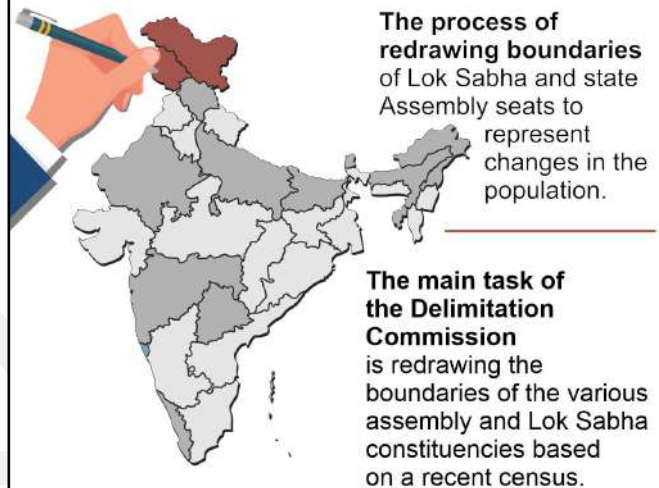 The process of
redrawing boundaries
of Lok Sabha and state
Assembly seats to
represent
changes in the
population.
The main task of
the Delimitation
Commission
is redrawing the
boundaries of the various
assembly and Lok Sabha
constituencies based
on a recent census.